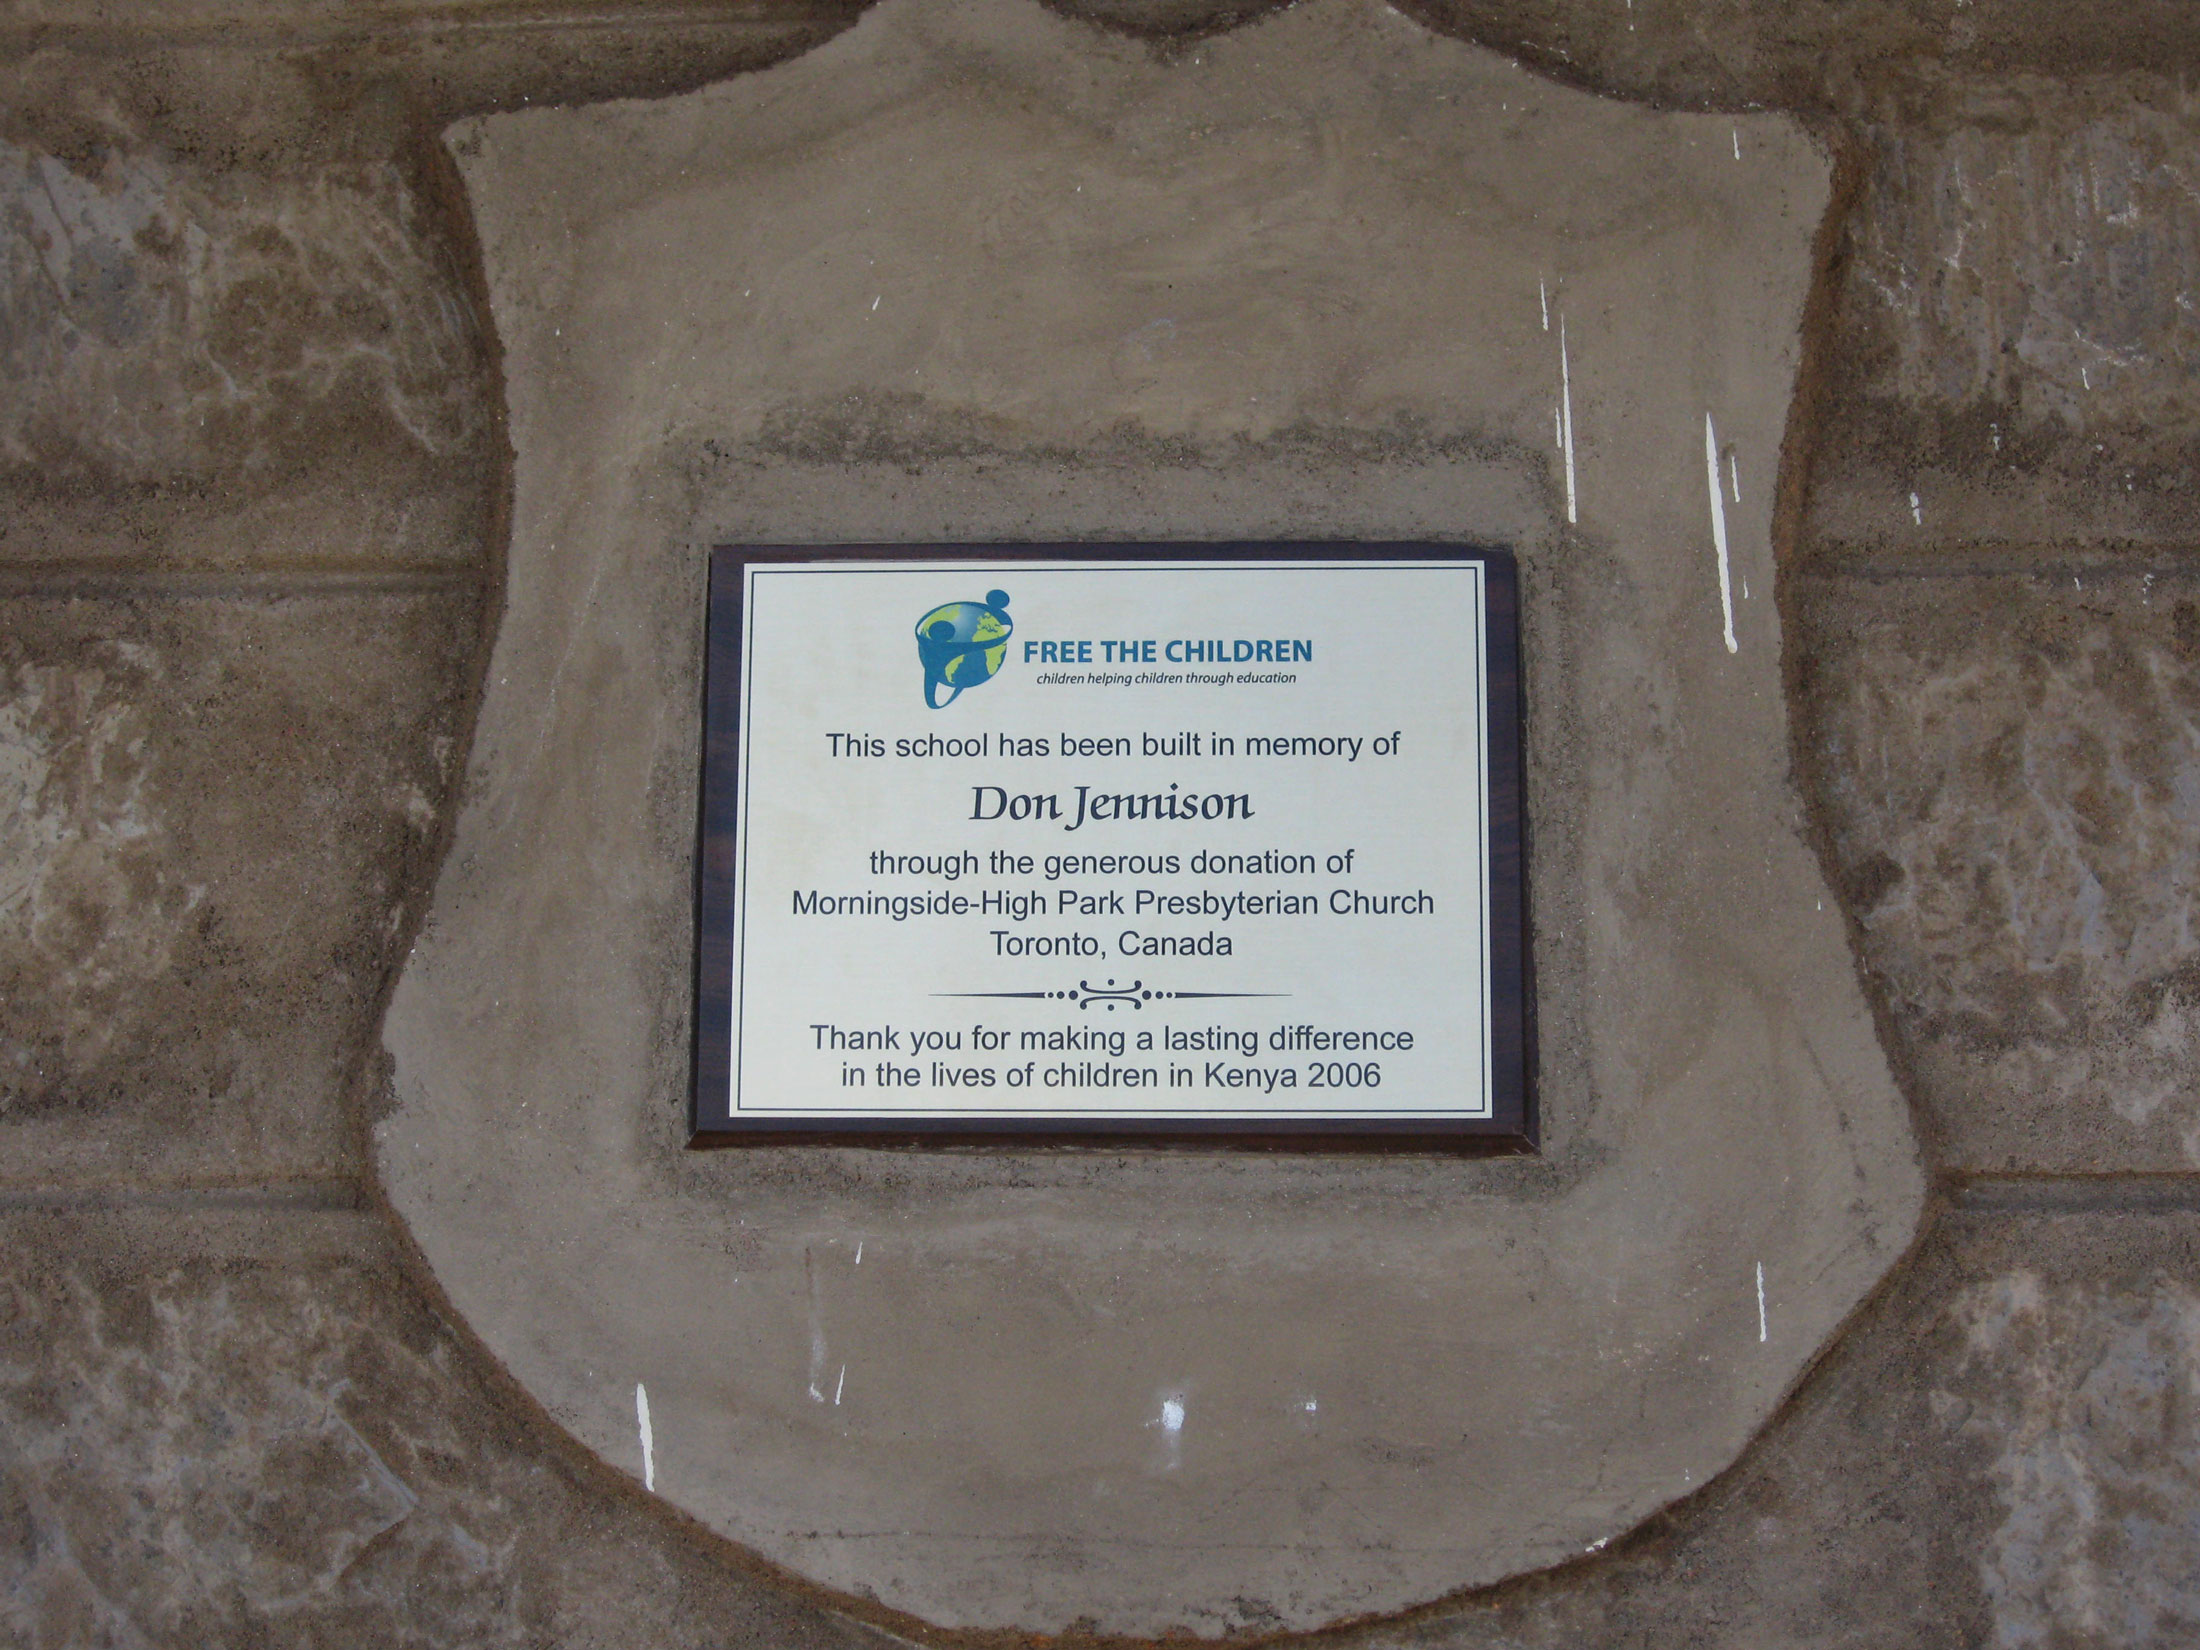 FREE THE CHILDREN
children helping children through education
This school has been built in memory of
Don Jennison
through the generous donation of
Morningside-High Park Presbyterian Church
Toronto, Canada
Thank you for making a lasting difference
in the lives of children in Kenya 2006